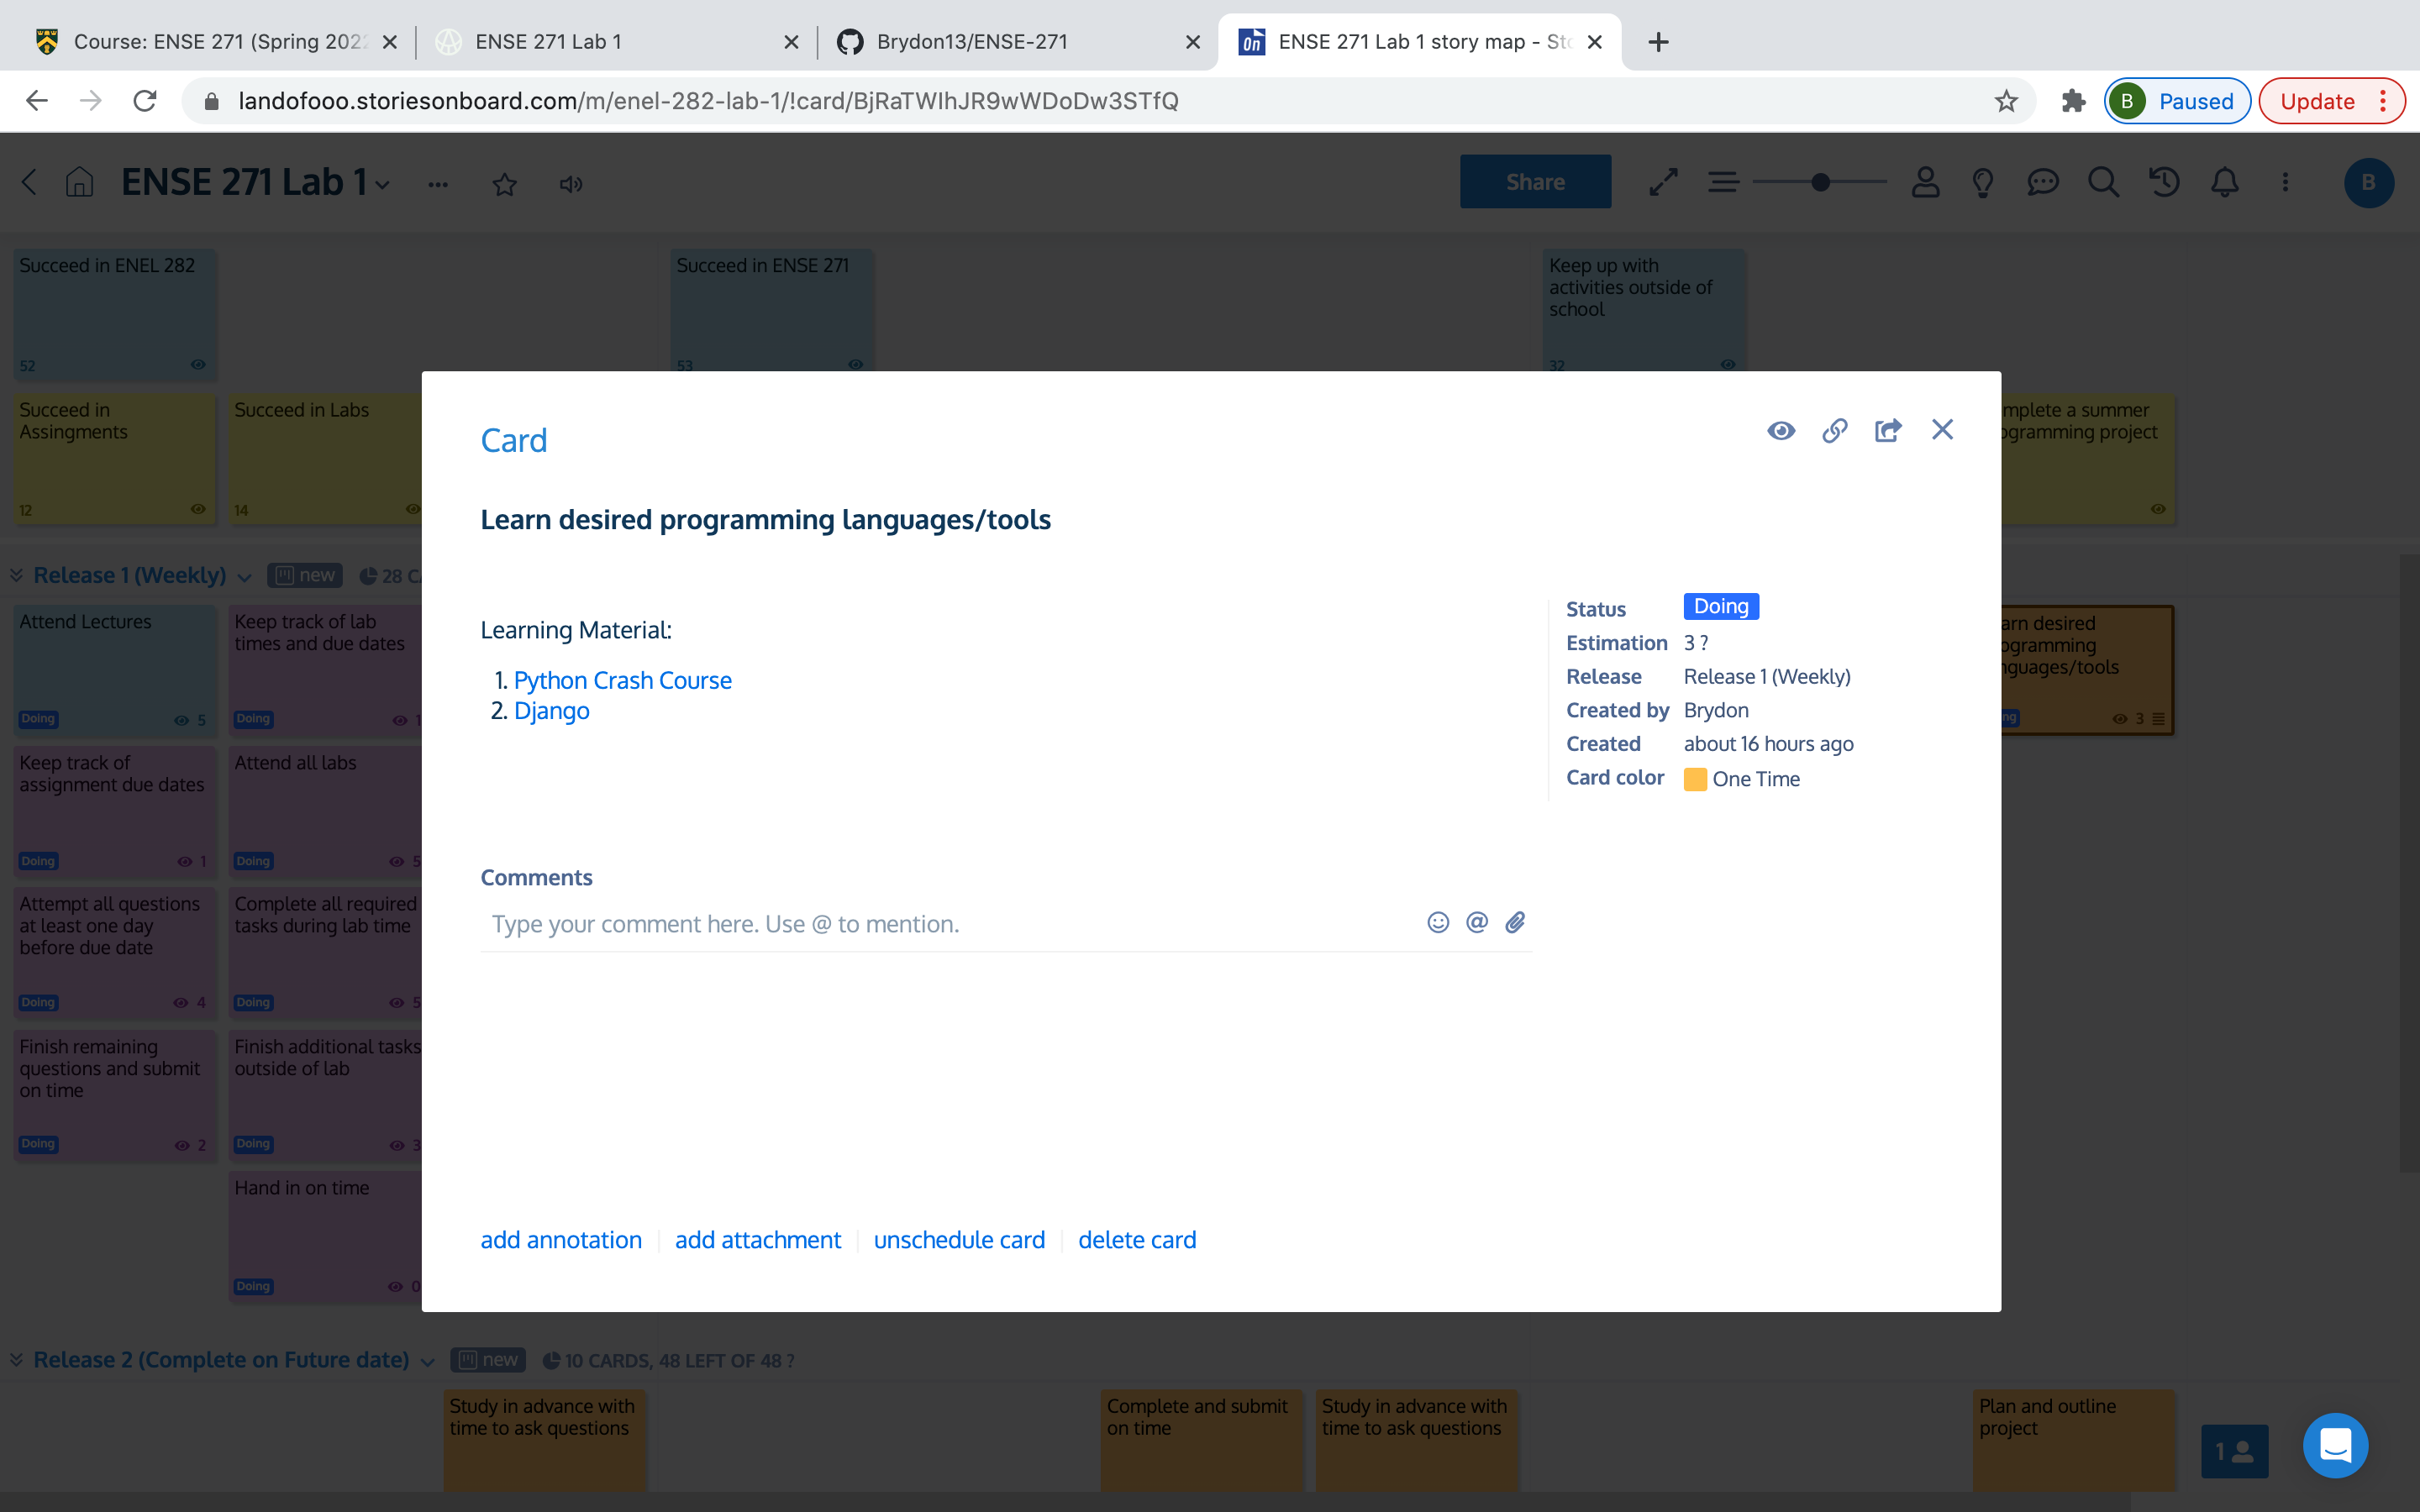 Course: ENSE 271 (Spring 202
ENSE 271 Lab 1
Brydon13/ENSE-271
On
ENSE 271 Lab 1 story map - Sto
landofooo.storiesonboard.com/m/enel-282-lab-1/!card/BjRaTWIhJR9wWDoDw3STfQ
B Paused
Update
ENSE 271 Lab 1
Share
B
Succeed in ENEL 282
52
Succeed in ENSE 271
53
Keep up with
activities outside of
school
32
Succeed in
Assingments
12
Succeed in Labs
14
mplete a summer
ogramming project
Card
Learn desired programming languages/tools
Learning Material:
1. Python Crash Course
2. Django
Status Doing
Estimation 3 ?
Release Release 1 (Weekly)
Created by Brydon
Created about 16 hours ago
Card color One Time
Comments
Type your comment here. Use @ to mention.
@
add annotation
add attachment
unschedule card
delete card
Release 1 (Weekly)
new
28 C
Attend Lectures
Doing 5
Keep track of lab
times and due dates
Doing 1
arn desired
ogramming
nguages/tools
ng 3
Keep track of
assignment due dates
Doing 1
Attend all labs
Doing 5
Attempt all questions
at least one day
before due date
Doing 4
Complete all required
tasks during lab time
Doing 5
Finish remaining
questions and submit
on time
Doing 2
Finish additional tasks
outside of lab
Doing 3
Hand in on time
Doing 0
Release 2 (Complete on Future date)
new
10 CARDS, 48 LEFT OF 48 ?
Study in advance with
time to ask questions
Complete and submit
on time
Study in advance with
time to ask questions
Plan and outline
project
1